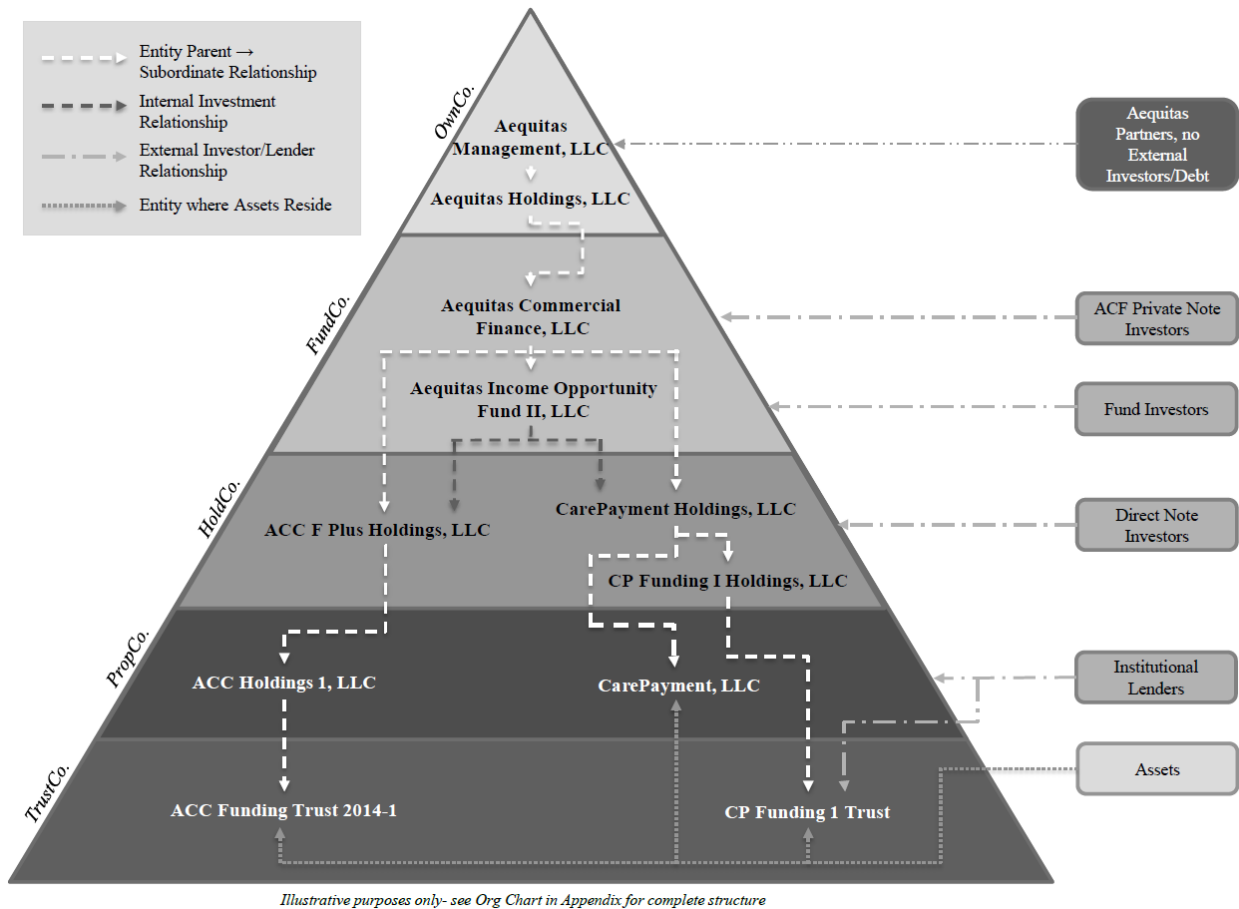 Entity Parent →
Subordinate Relationship
Internal Investment
Relationship
External Investor/Lender
Relationship
Entity where Assets Reside
OwnCo.
Aequitas
Management, LLC
Aequitas Holdings, LLC
Aequitas
Partners, no
External
Investors/Debt
FundCo.
Aequitas Commercial
Finance, LLC
ACF Private Note
Investors
Aequitas Income Opportunity
Fund II, LLC
Fund Investors
HoldCo.
ACC F Plus Holdings, LLC
CarePayment Holdings, LLC
CP Funding I Holdings, LLC
Direct Note
Investors
PropCo.
ACC Holdings 1, LLC
CarePayment, LLC
Institutional
Lenders
TrustCo.
ACC Funding Trust 2014-1
CP Funding 1 Trust
Assets
Illustrative purposes only- see Org Chart in Appendix for complete structure